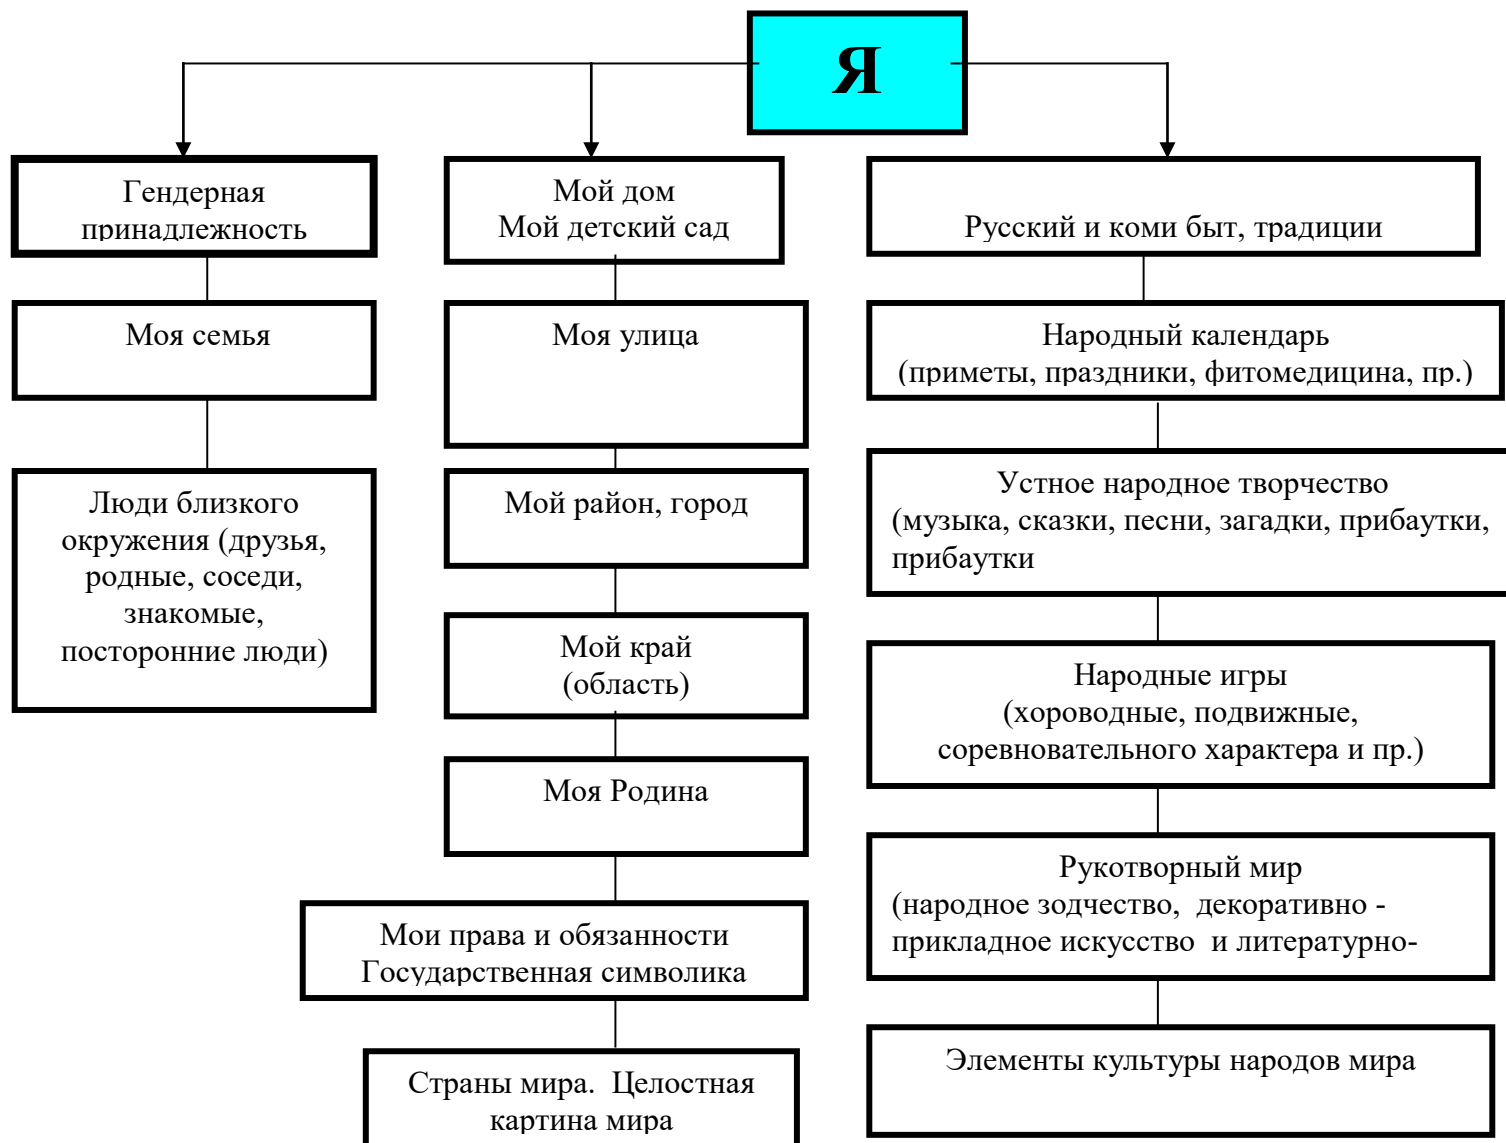 Я
Гендерная
принадлежность
Моя семья
Люди близкого
окружения (друзья,
родные, соседи,
знакомые,
посторонние люди)
Мой дом
Мой детский сад
Моя улица
Мой район, город
Мой край
(область)
Моя Родина
Мои права и обязанности
Государственная символика
Страны мира.  Целостная
картина мира
Русский и коми быт, традиции
Народный календарь
(приметы, праздники, фитомедицина, пр.)
Устное народное творчество
(музыка, сказки, песни, загадки, прибаутки,
прибаутки
Народные игры
(хороводные, подвижные,
соревновательного характера и пр.)
Рукотворный мир
(народное зодчество,  декоративно -
прикладное искусство  и литературно-
Элементы культуры народов мира